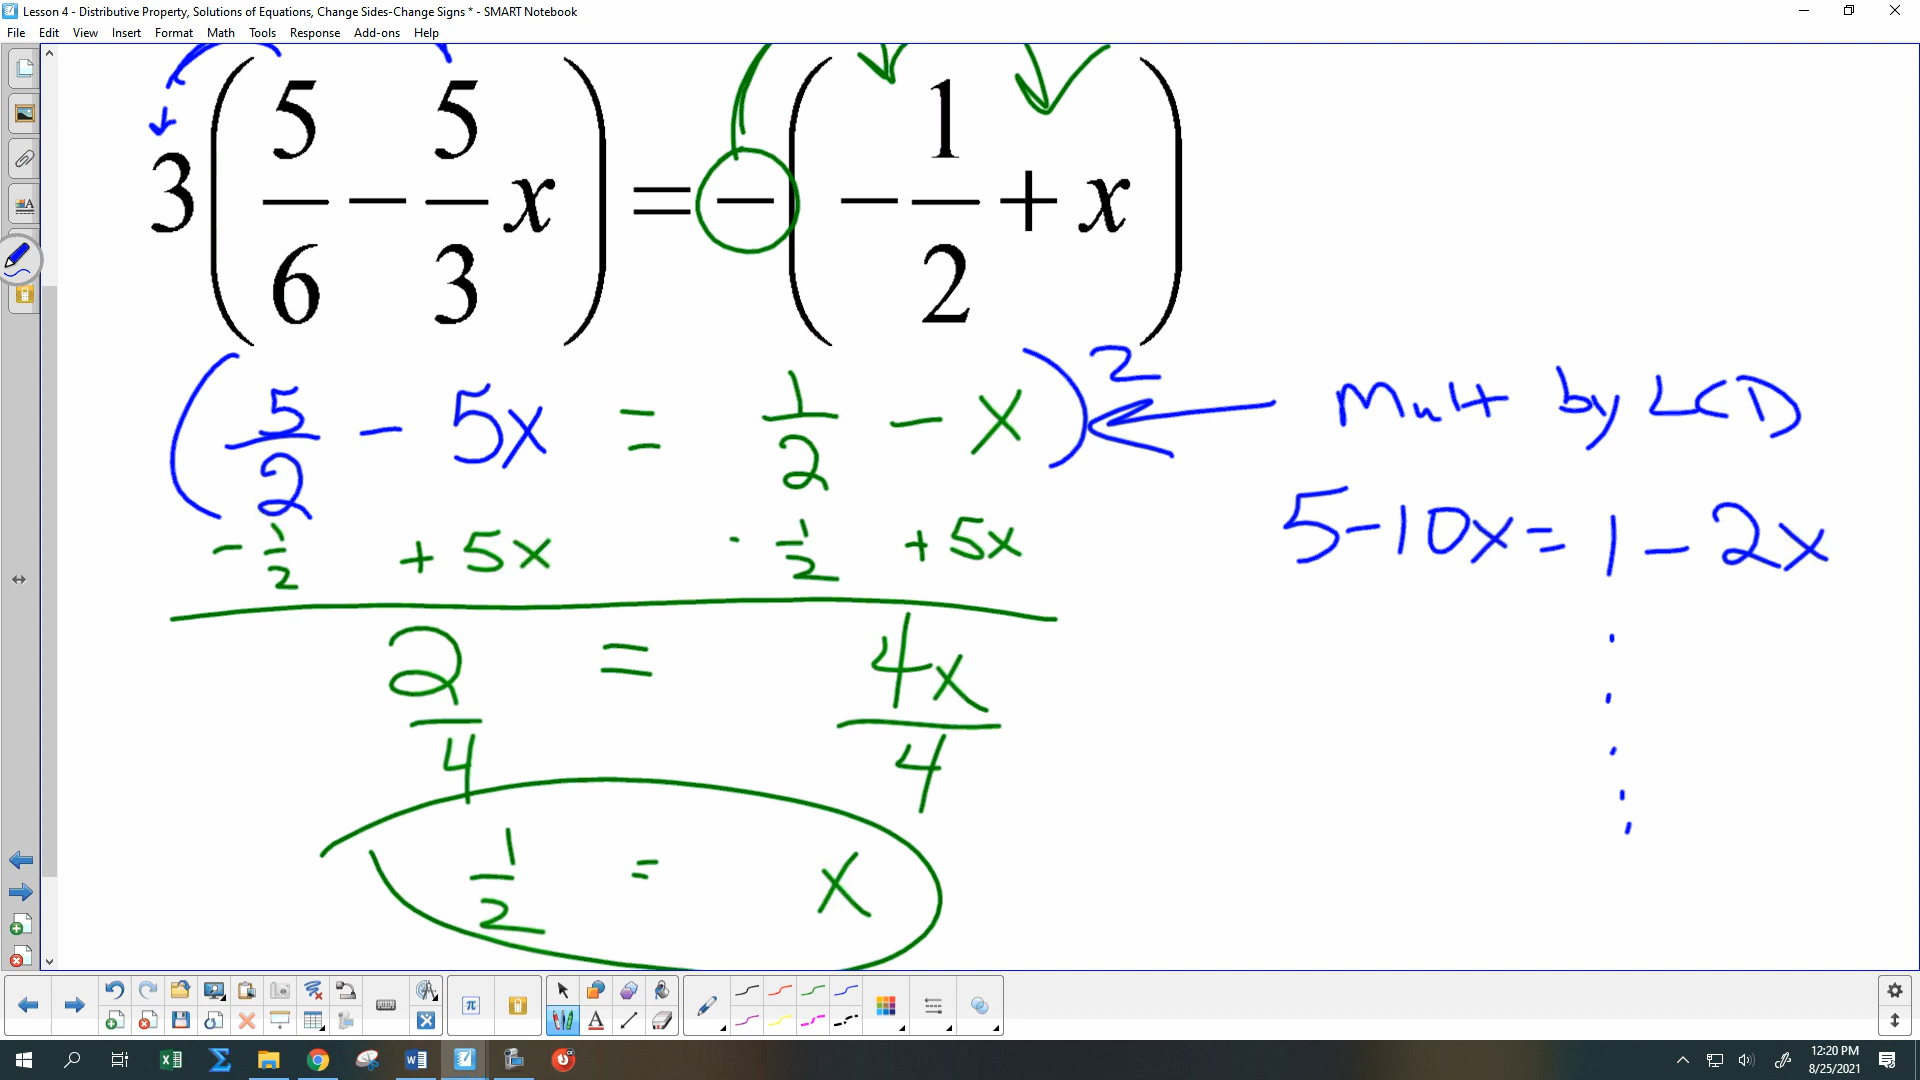 Lesson 4 - Distributive Property, Solutions of Equations, Change Sides-Change Signs * - SMART Notebook
File Edit View Insert Format Math Tools Response Add-ons Help
3(5/6 − 5/3 x) = −(−1/2 + x)
(5/2 − 5x = 1/2 − x)2 Mult by LCD
5-10x = 1 - 2x
- 1/2 + 5x - 1/2 + 5x
2 = 4x
4 4
1/2 = x
12:20 PM
8/25/2021